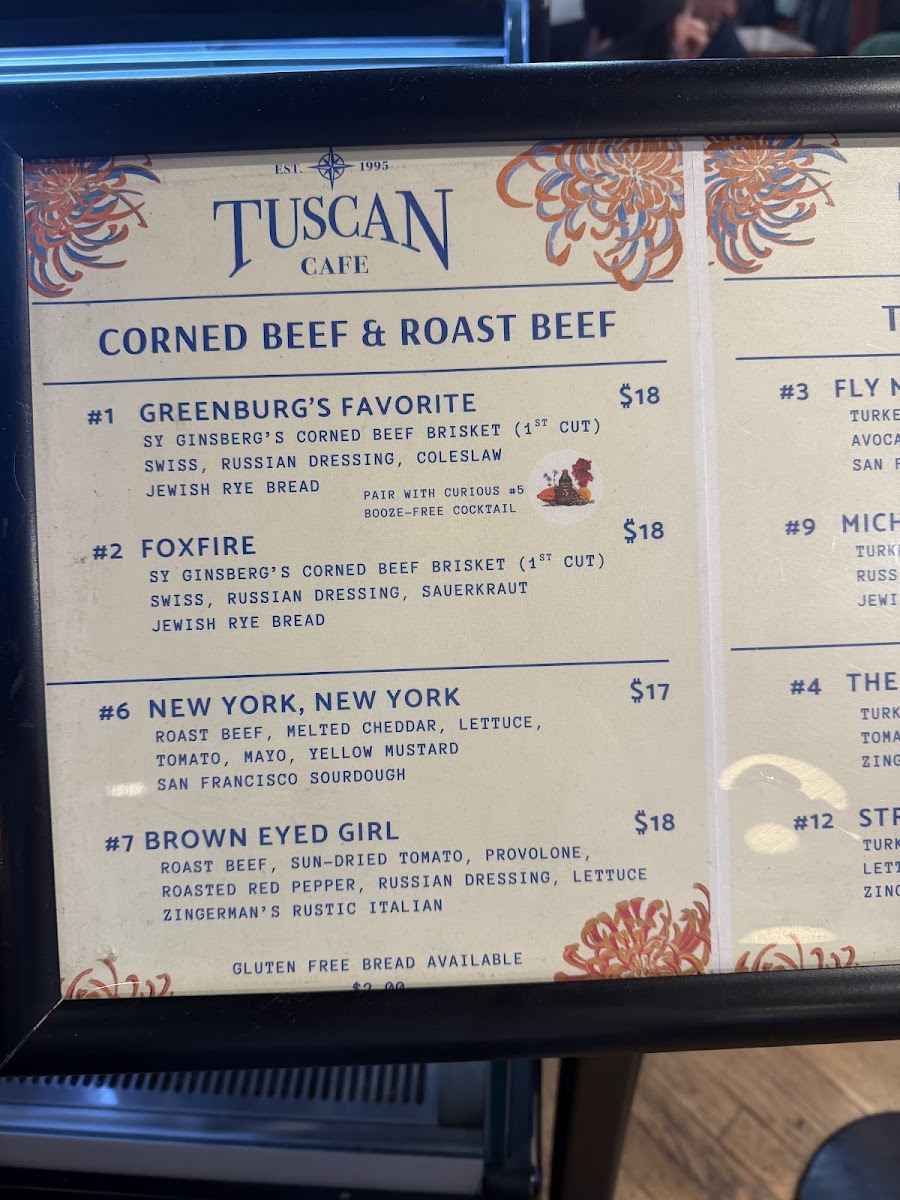 EST. 1995
TUSCAN
CAFE
CORNED BEEF & ROAST BEEF
#1 GREENBURG'S FAVORITE $18
SY GINSBERG'S CORNED BEEF BRISKET (1ST CUT)
SWISS, RUSSIAN DRESSING, COLESLAW
JEWISH RYE BREAD
PAIR WITH CURIOUS #5
BOOZE-FREE COCKTAIL
#2 FOXFIRE $18
SY GINSBERG'S CORNED BEEF BRISKET (1ST CUT)
SWISS, RUSSIAN DRESSING, SAUERKRAUT
JEWISH RYE BREAD
#6 NEW YORK, NEW YORK $17
ROAST BEEF, MELTED CHEDDAR, LETTUCE,
TOMATO, MAYO, YELLOW MUSTARD
SAN FRANCISCO SOURDOUGH
#7 BROWN EYED GIRL $18
ROAST BEEF, SUN-DRIED TOMATO, PROVOLONE,
ROASTED RED PEPPER, RUSSIAN DRESSING, LETTUCE
ZINGERMAN'S RUSTIC ITALIAN
GLUTEN FREE BREAD AVAILABLE
$2.00
#3 FLY
SAN
#9
#4 THE
#12